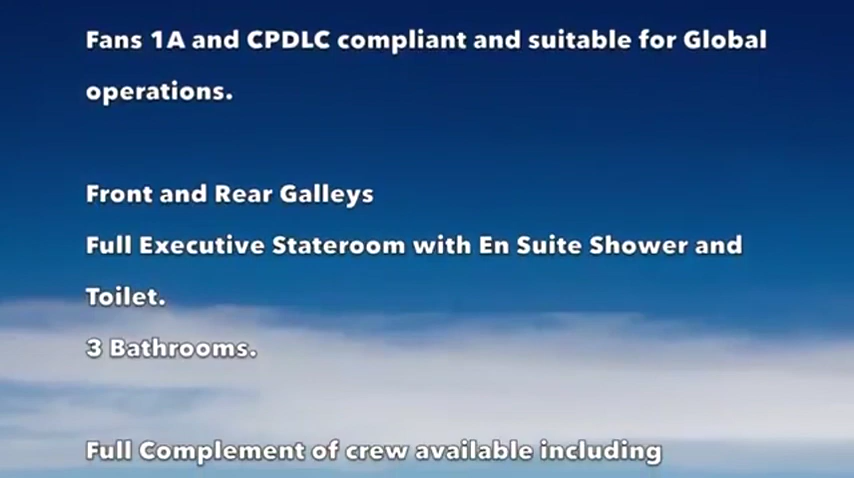 Fans 1A and CPDLC compliant and suitable for Global
operations.
Front and Rear Galleys
Full Executive Stateroom with En Suite Shower and
Toilet.
3 Bathrooms.
Full Complement of crew available including